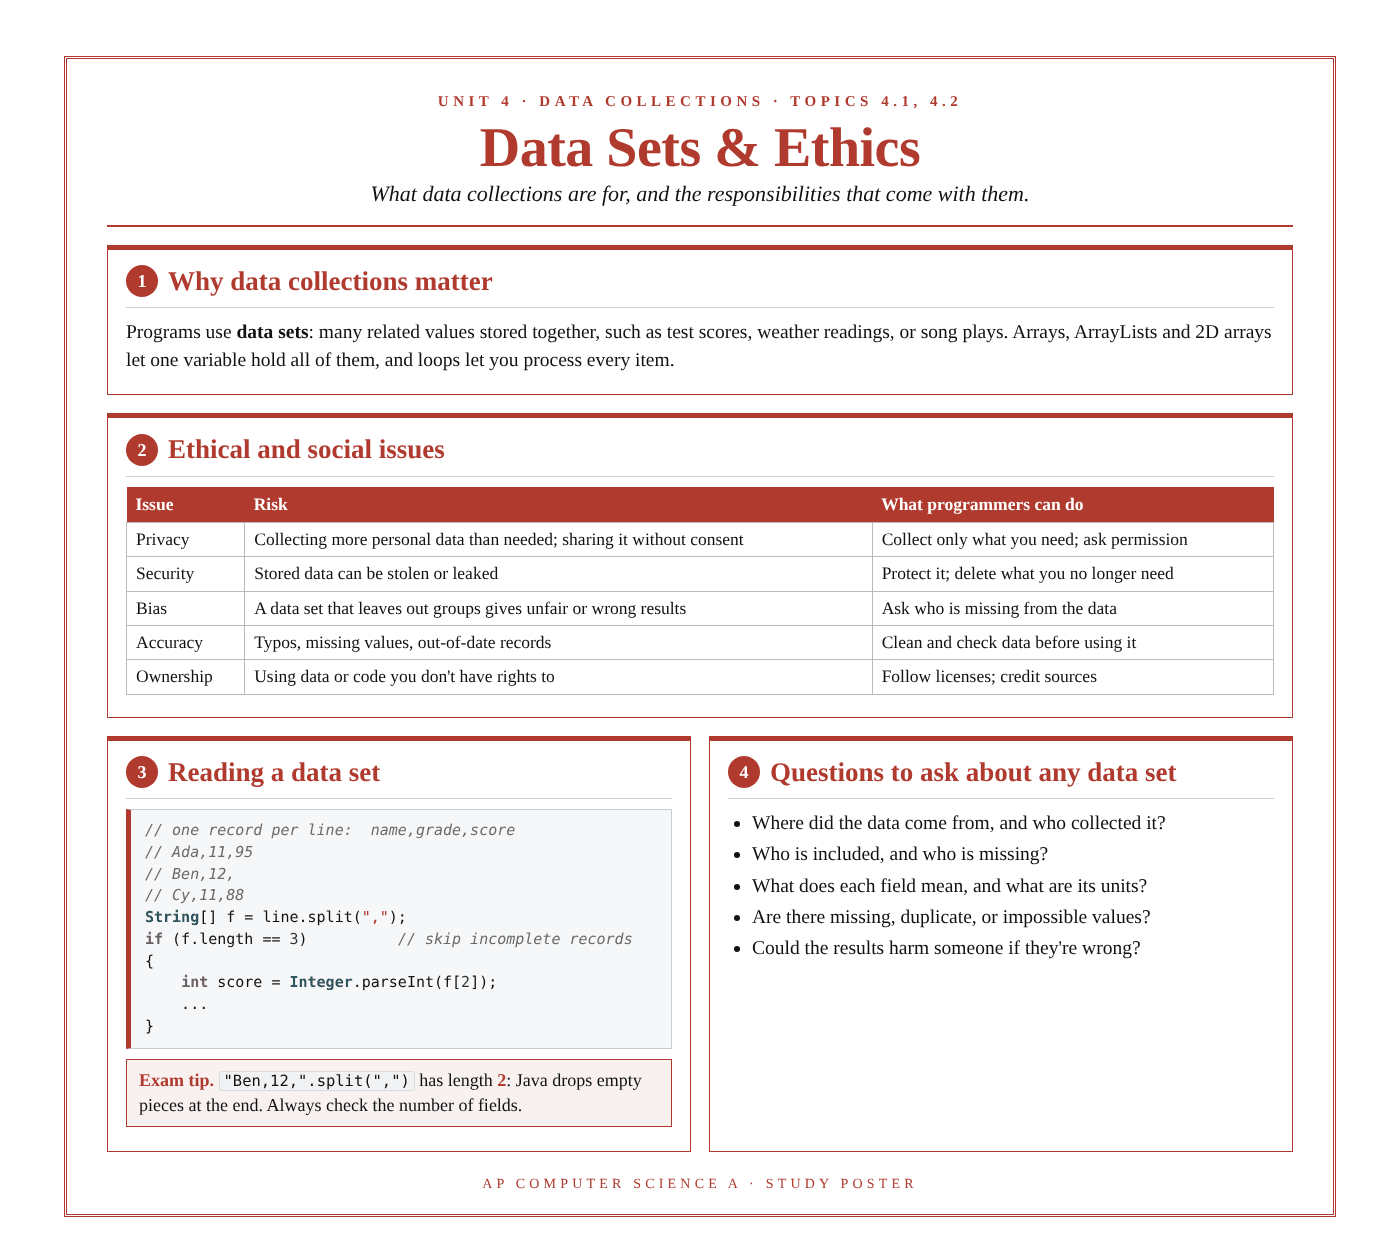 UNIT 4 · DATA COLLECTIONS · TOPICS 4.1, 4.2
Data Sets & Ethics
What data collections are for, and the responsibilities that come with them.
1 Why data collections matter
Programs use data sets: many related values stored together, such as test scores, weather readings, or song plays. Arrays, ArrayLists and 2D arrays
let one variable hold all of them, and loops let you process every item.
2 Ethical and social issues
Issue Risk What programmers can do
Privacy Collecting more personal data than needed; sharing it without consent Collect only what you need; ask permission
Security Stored data can be stolen or leaked Protect it; delete what you no longer need
Bias A data set that leaves out groups gives unfair or wrong results Ask who is missing from the data
Accuracy Typos, missing values, out-of-date records Clean and check data before using it
Ownership Using data or code you don't have rights to Follow licenses; credit sources
3 Reading a data set
// one record per line:  name,grade,score
// Ada,11,95
// Ben,12,
// Cy,11,88
String[] f = line.split(",");
if (f.length == 3)          // skip incomplete records
{
    int score = Integer.parseInt(f[2]);
    ...
}
Exam tip. "Ben,12,".split(",") has length 2: Java drops empty
pieces at the end. Always check the number of fields.
4 Questions to ask about any data set
• Where did the data come from, and who collected it?
• Who is included, and who is missing?
• What does each field mean, and what are its units?
• Are there missing, duplicate, or impossible values?
• Could the results harm someone if they're wrong?
AP COMPUTER SCIENCE A · STUDY POSTER